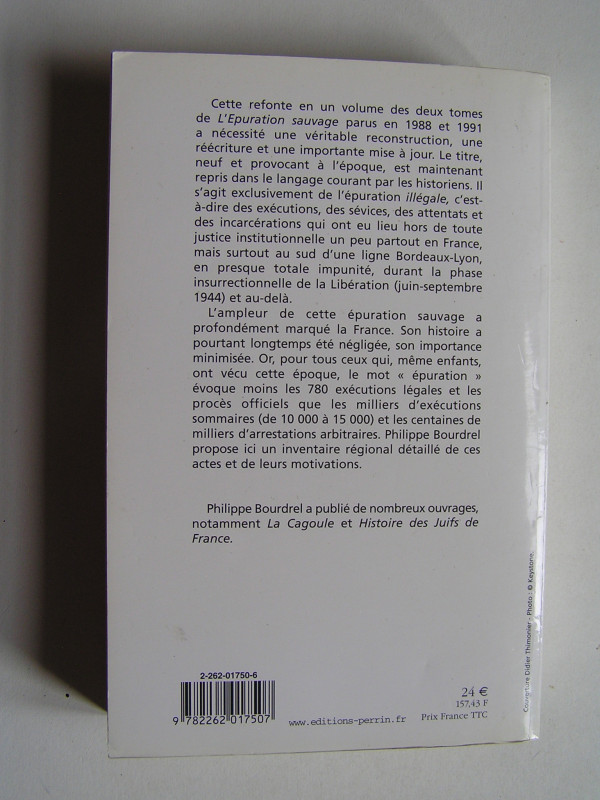 Cette refonte en un volume des deux tomes
de L'Epuration sauvage parus en 1988 et 1991
a nécessité une véritable reconstruction, une
réécriture et une importante mise à jour. Le titre,
neuf et provocant à l'époque, est maintenant
repris dans le langage courant par les historiens. Il
s'agit exclusivement de l'épuration illégale, c'est-
à-dire des exécutions, des sévices, des attentats et
des incarcérations qui ont eu lieu hors de toute
justice institutionnelle un peu partout en France,
mais surtout au sud d'une ligne Bordeaux-Lyon,
en presque totale impunité, durant la phase
insurrectionnelle de la Libération (juin-septembre
1944) et au-delà.
L'ampleur de cette épuration sauvage a
profondément marqué la France. Son histoire a
pourtant longtemps été négligée, son importance
minimisée. Or, pour tous ceux qui, même enfants,
ont vécu cette époque, le mot « épuration »
évoque moins les 780 exécutions légales et les
procès officiels que les milliers d'exécutions
sommaires (de 10 000 à 15 000) et les centaines de
milliers d'arrestations arbitraires. Philippe Bourdrel
propose ici un inventaire régional détaillé de ces
actes et de leurs motivations.
Philippe Bourdrel a publié de nombreux ouvrages,
notamment La Cagoule et Histoire des Juifs de
France.
Couverture Didier Thimonier - Photo : © Keystone.
2-262-01750-6
9 782262 017507
www.editions-perrin.fr
24 €
157,43 F
Prix France TTC